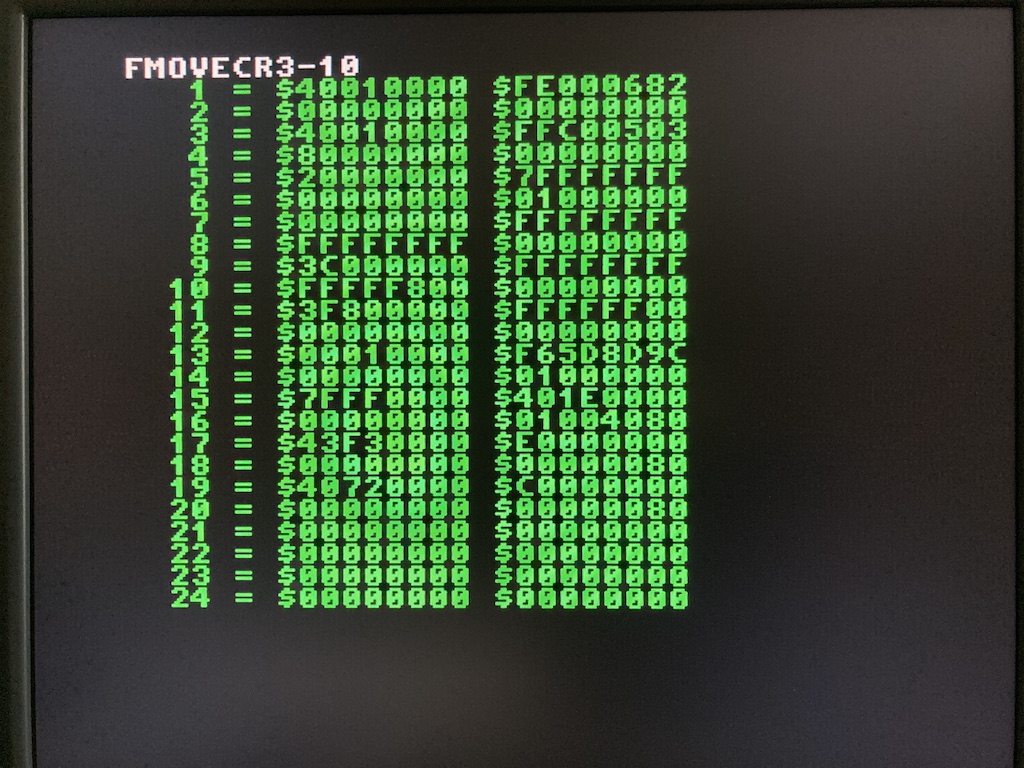 FMOVECR3-10
1 = $40010000 $FE000682
2 = $00000000 $00000000
3 = $40010000 $FFC00503
4 = $80000000 $00000000
5 = $20000000 $7FFFFFFF
6 = $00000000 $01000000
7 = $00000000 $FFFFFFFF
8 = $FFFFFFFF $00000000
9 = $3C000000 $FFFFFFFF
10 = $FFFFF800 $00000000
11 = $3F800000 $FFFFFF00
12 = $00000000 $00000000
13 = $00010000 $F65D8D9C
14 = $00000000 $01000000
15 = $7FFF0000 $401E0000
16 = $00000000 $01004000
17 = $43F30000 $E0000000
18 = $00000000 $00000080
19 = $40720000 $C0000000
20 = $00000000 $00000080
21 = $00000000 $00000000
22 = $00000000 $00000000
23 = $00000000 $00000000
24 = $00000000 $00000000